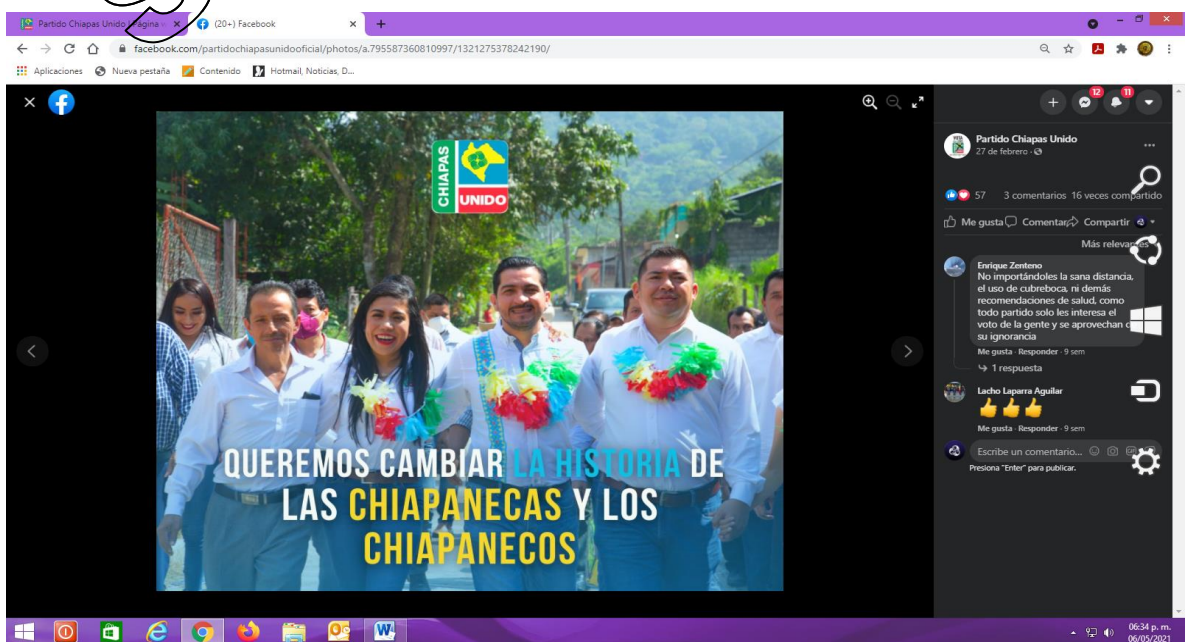 Partido Chiapas Unido | Página
(20+) Facebook
facebook.com/partidochiapasunidooficial/photos/a.795587360810997/1321275378242190/
Aplicaciones Nueva pestaña Contenido Hotmail, Noticias, D...
12 11
CHIAPAS
UNIDO
Partido Chiapas Unido
27 de febrero
57 3 comentarios 16 veces compartido
Me gusta Comentar Compartir
Más relevantes
Enrique Zenteno
No importándoles la sana distancia,
el uso de cubreboca, ni demás
recomendaciones de salud, como
todo partido solo les interesa el
voto de la gente y se aprovechan
su ignorancia
Me gusta · Responder · 9 sem
1 respuesta
Lacho Laparra Aguilar
Me gusta · Responder · 9 sem
Escribe un comentario...
Presiona "Enter" para publicar.
QUEREMOS CAMBIAR LA HISTORIA DE
LAS CHIAPANECAS Y LOS
CHIAPANECOS
06:34 p. m.
06/05/2021